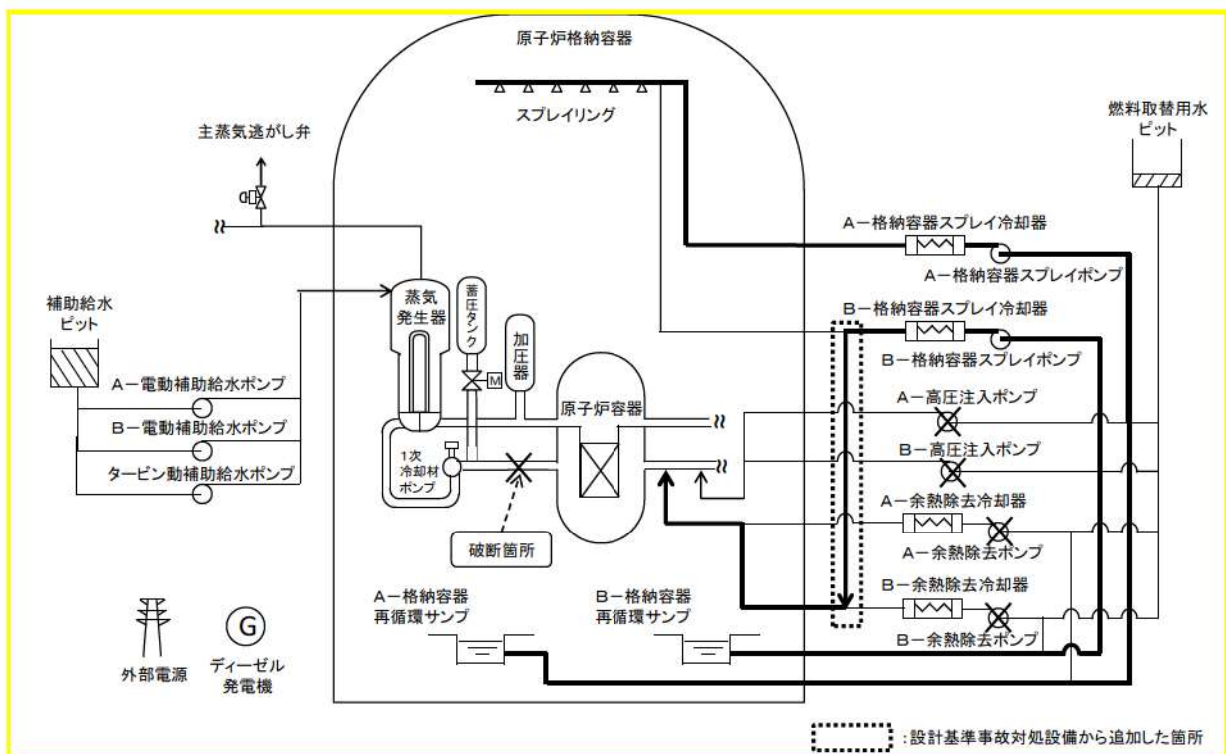 原子炉格納容器
スプレイリング
主蒸気逃がし弁
燃料取替用水
ピット
A－格納容器スプレイ冷却器
A－格納容器スプレイポンプ
補助給水
ピット
蒸気
発生器
蓄圧タンク
加圧器
M
B－格納容器スプレイ冷却器
B－格納容器スプレイポンプ
A－電動補助給水ポンプ
B－電動補助給水ポンプ
タービン動補助給水ポンプ
原子炉容器
A－高圧注入ポンプ
B－高圧注入ポンプ
1次
冷却材
ポンプ
破断箇所
A－余熱除去冷却器
A－余熱除去ポンプ
B－余熱除去冷却器
B－余熱除去ポンプ
A－格納容器
再循環サンプ
B－格納容器
再循環サンプ
外部電源
G
ディーゼル
発電機
：設計基準事故対処設備から追加した箇所